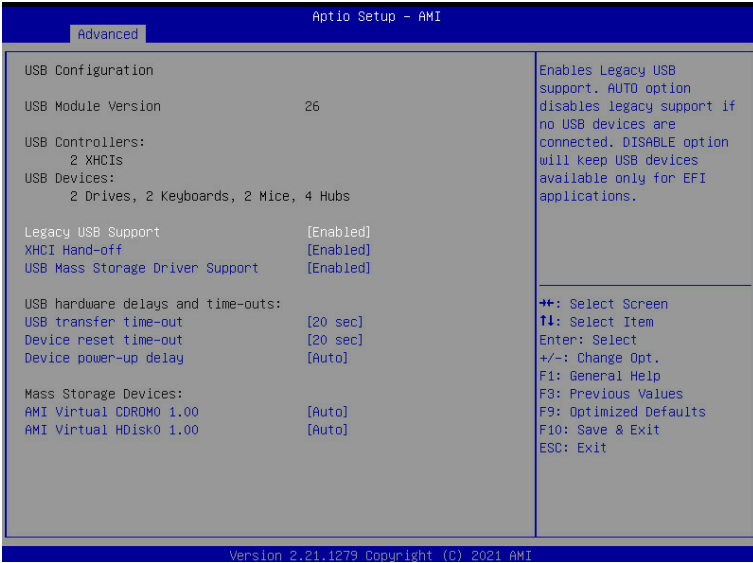 Aptio Setup – AMI
Advanced
USB Configuration
USB Module Version 26
USB Controllers:
2 XHCIs
USB Devices:
2 Drives, 2 Keyboards, 2 Mice, 4 Hubs
Legacy USB Support [Enabled]
XHCI Hand-off [Enabled]
USB Mass Storage Driver Support [Enabled]
USB hardware delays and time-outs:
USB transfer time-out [20 sec]
Device reset time-out [20 sec]
Device power-up delay [Auto]
Mass Storage Devices:
AMI Virtual CDROM0 1.00 [Auto]
AMI Virtual HDisk0 1.00 [Auto]
Enables Legacy USB
support. AUTO option
disables legacy support if
no USB devices are
connected. DISABLE option
will keep USB devices
available only for EFI
applications.
→←: Select Screen
↑↓: Select Item
Enter: Select
+/-: Change Opt.
F1: General Help
F3: Previous Values
F9: Optimized Defaults
F10: Save & Exit
ESC: Exit
Version 2.21.1279 Copyright (C) 2021 AMI